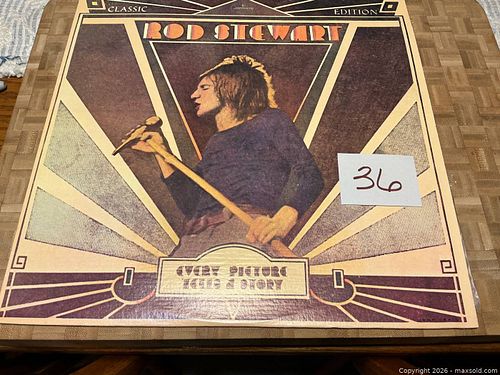 CLASSIC
EDITION
ROD STEWART
36
EVERY PICTURE
TELLS A STORY
Copyright 2026 - maxsold.com